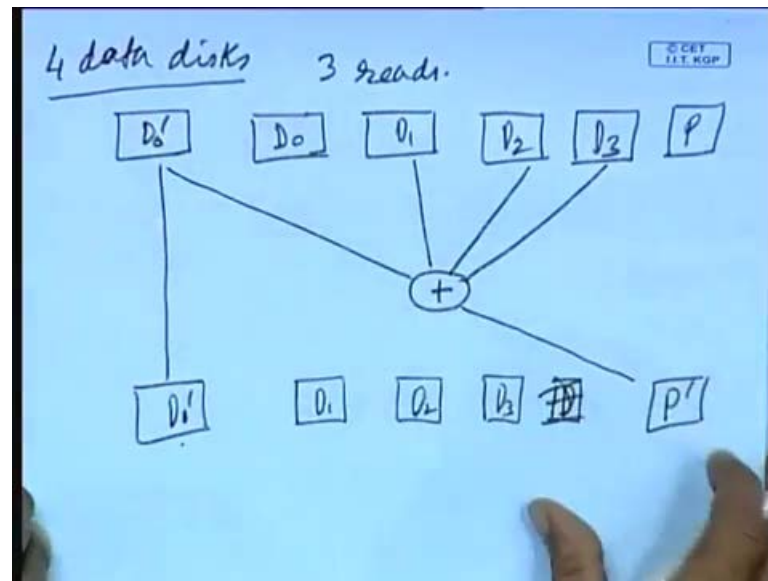 4 data disks 3 reads.
© CET
I.I.T. KGP
D₀' D₀ D₁ D₂ D₃ P
+
D₀' D₁ D₂ D₃ P'